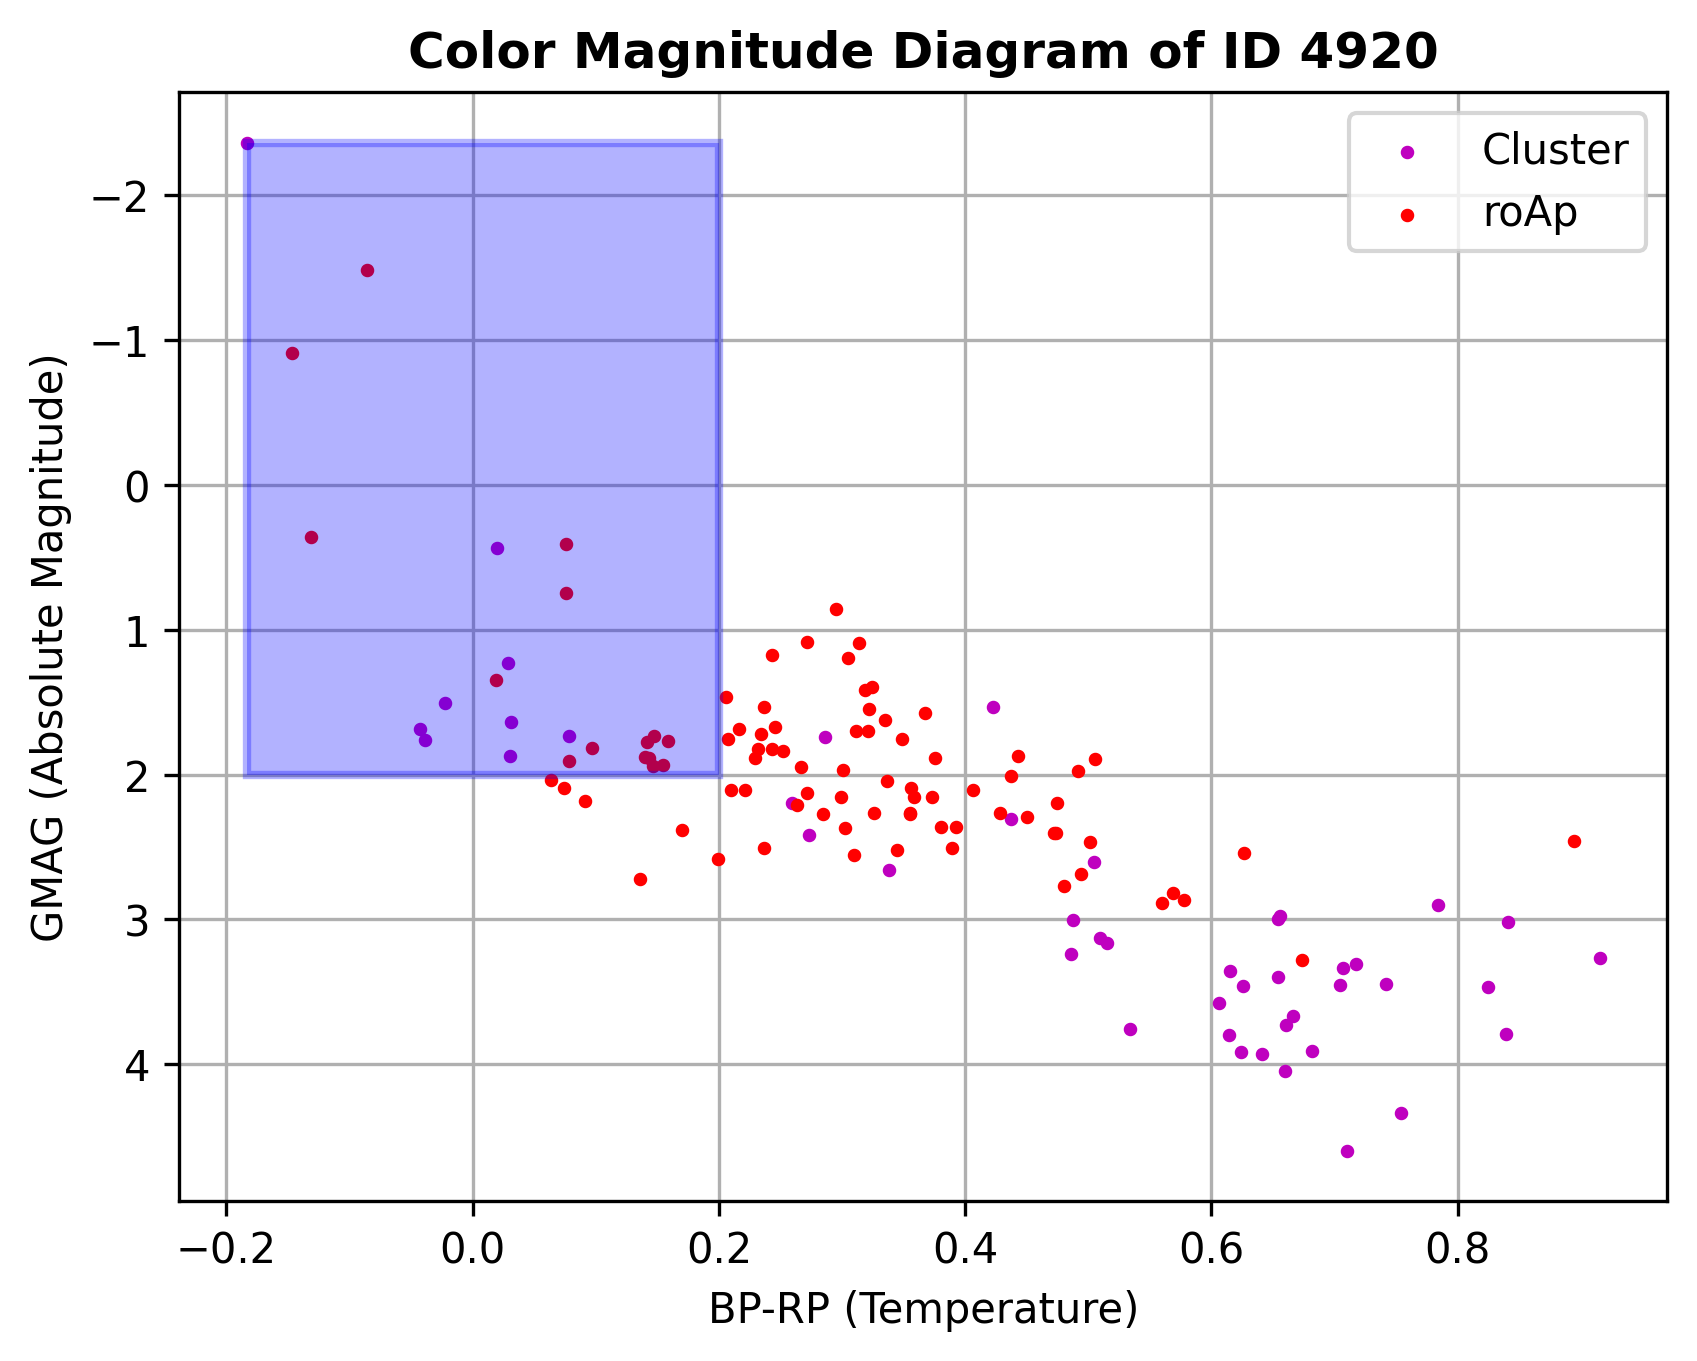 Color Magnitude Diagram of ID 4920
Cluster
roAp
−2
−1
0
1
2
3
4
GMAG (Absolute Magnitude)
−0.2 0.0 0.2 0.4 0.6 0.8
BP-RP (Temperature)